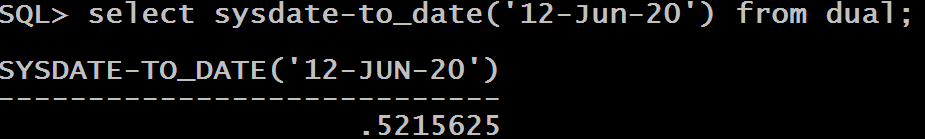 SQL> select sysdate-to_date('12-Jun-20') from dual;
SYSDATE-TO_DATE('12-JUN-20')
----------------------------
.5215625